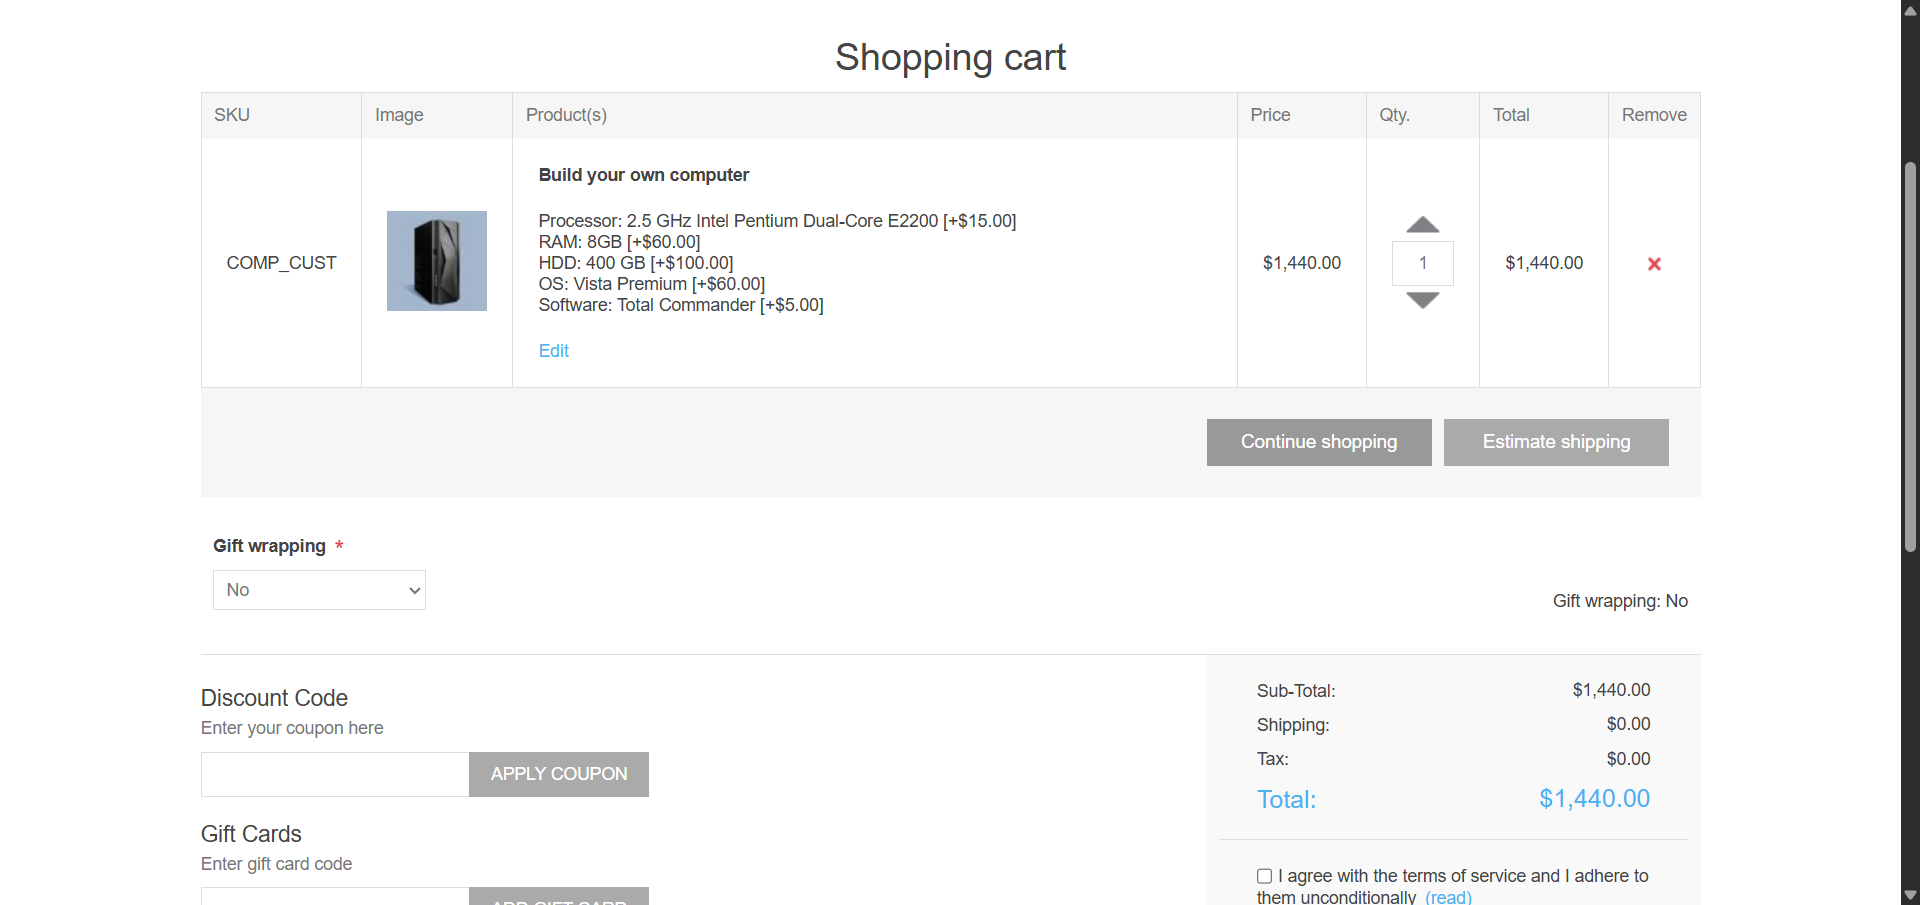 Shopping cart
SKU
Image
Product(s)
Price
Qty.
Total
Remove
COMP_CUST
Build your own computer
Processor: 2.5 GHz Intel Pentium Dual-Core E2200 [+$15.00]
RAM: 8GB [+$60.00]
HDD: 400 GB [+$100.00]
OS: Vista Premium [+$60.00]
Software: Total Commander [+$5.00]
Edit
$1,440.00
1
$1,440.00
Continue shopping
Estimate shipping
Gift wrapping *
No
Gift wrapping: No
Discount Code
Enter your coupon here
APPLY COUPON
Gift Cards
Enter gift card code
ADD GIFT CARD
Sub-Total: $1,440.00
Shipping: $0.00
Tax: $0.00
Total: $1,440.00
I agree with the terms of service and I adhere to
them unconditionally (read)